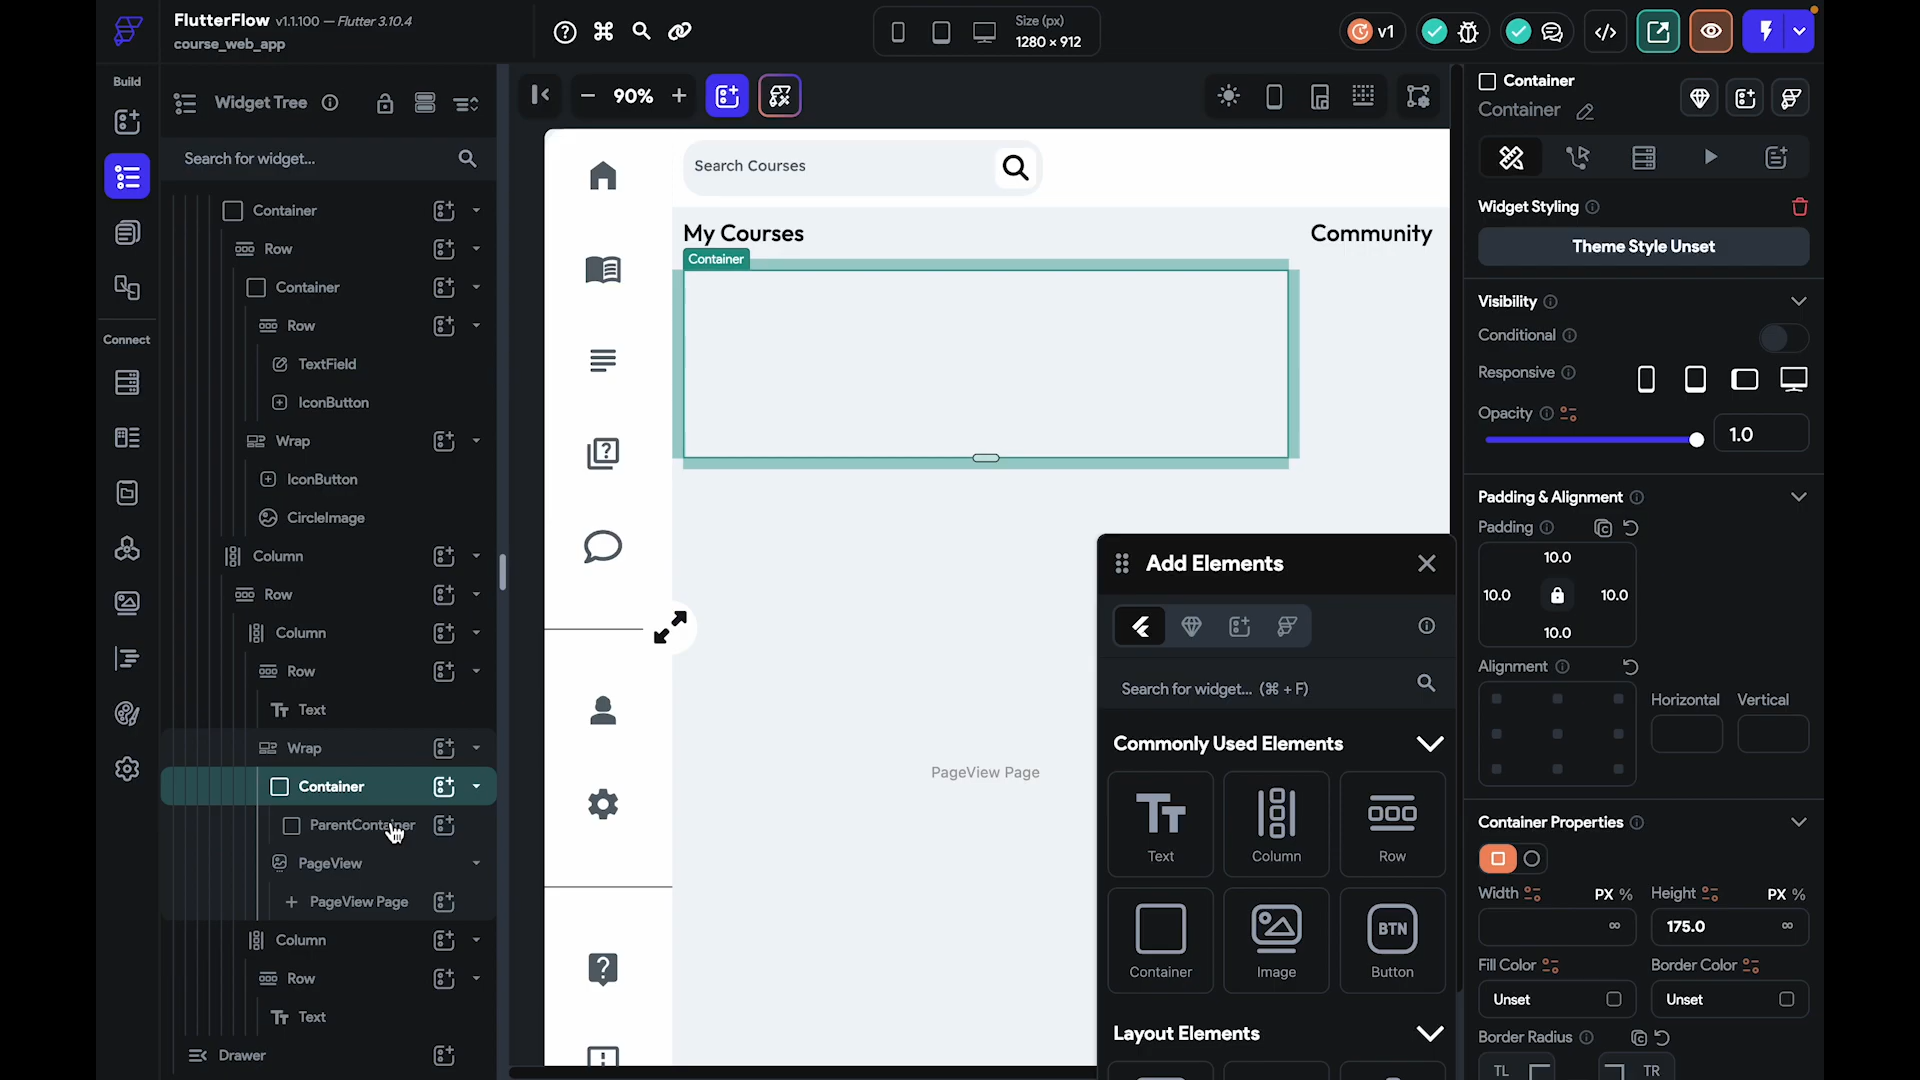 FlutterFlow v1.1.100 — Flutter 3.10.4
course_web_app
Size (px)
1280 × 912
v1
Build
Connect
Widget Tree
Search for widget...
Container
Row
Container
Row
TextField
IconButton
Wrap
IconButton
CircleImage
Column
Row
Column
Row
Text
Wrap
Container
ParentContainer
PageView
PageView Page
Column
Row
Text
Drawer
90%
Search Courses
My Courses
Community
Container
PageView Page
Add Elements
Search for widget... (⌘ + F)
Commonly Used Elements
Text
Column
Row
Container
Image
BTN
Button
Layout Elements
Container
Container
Widget Styling
Theme Style Unset
Visibility
Conditional
Responsive
Opacity
1.0
Padding & Alignment
Padding
10.0
10.0
10.0
10.0
Alignment
Horizontal Vertical
Container Properties
Width PX % Height PX %
∞ 175.0 ∞
Fill Color Border Color
Unset Unset
Border Radius
TL TR